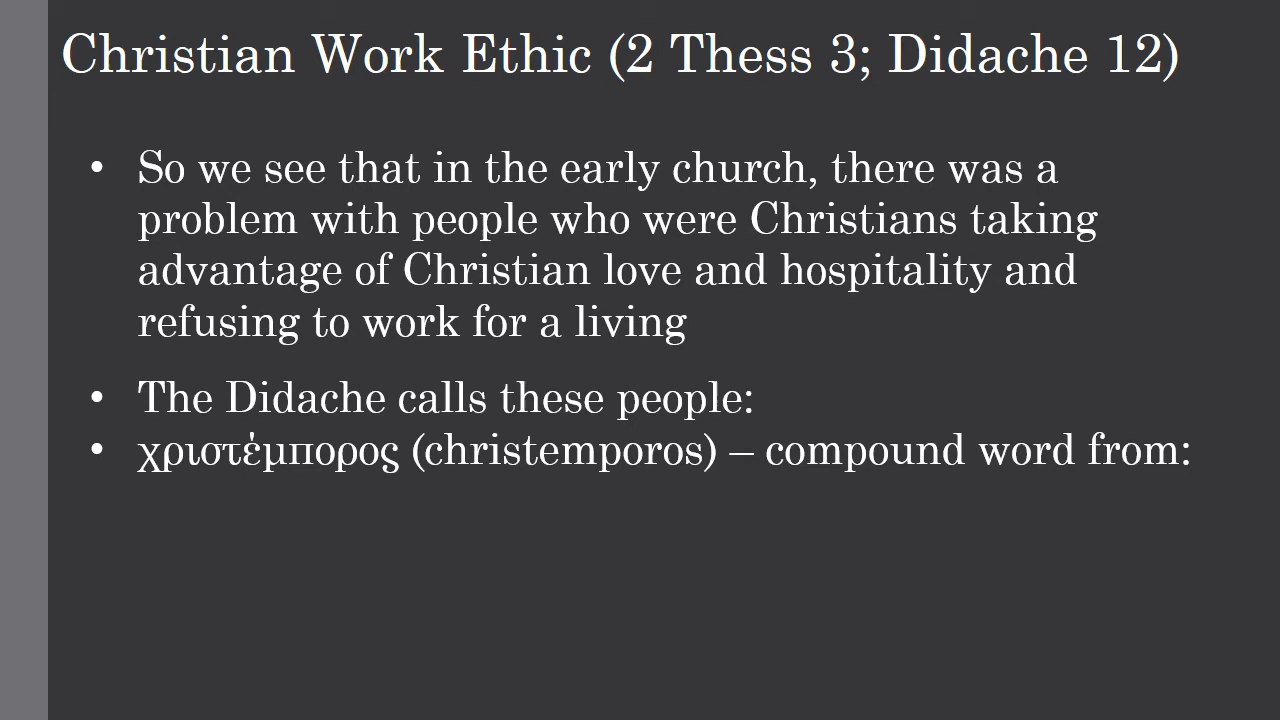 Christian Work Ethic (2 Thess 3; Didache 12)
• So we see that in the early church, there was a
problem with people who were Christians taking
advantage of Christian love and hospitality and
refusing to work for a living
• The Didache calls these people:
• χριστέμπορος (christemporos) – compound word from: